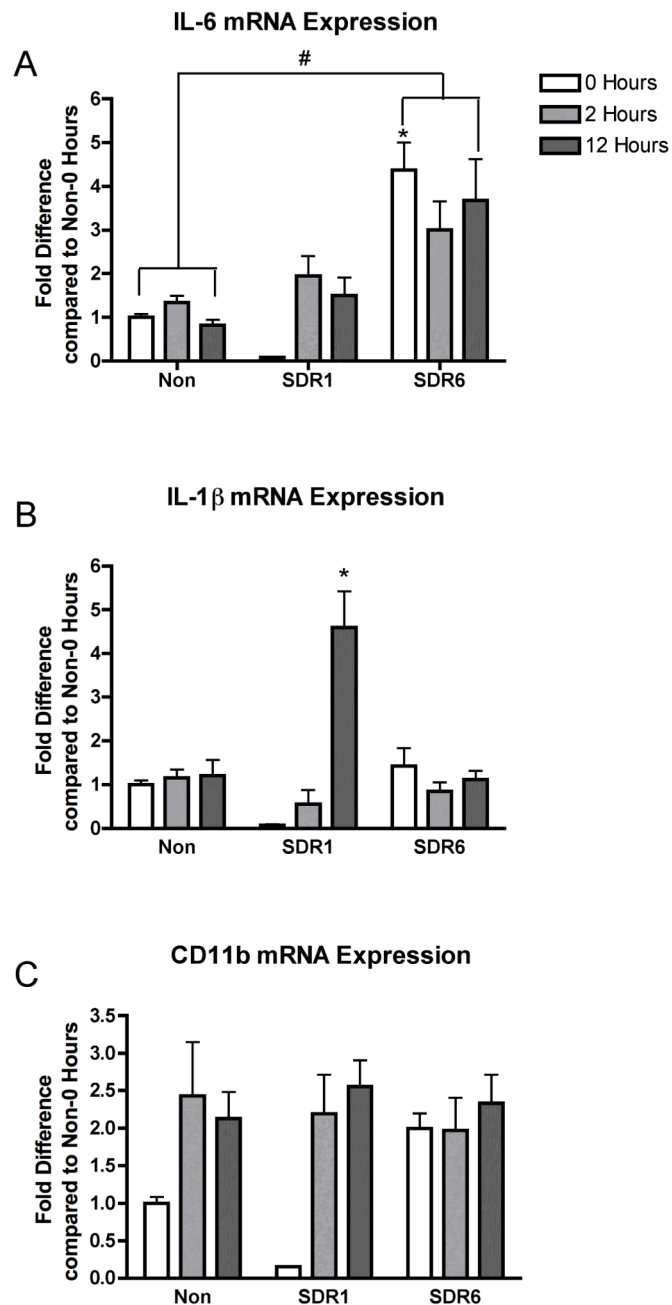 IL-6 mRNA Expression
A
#
0 Hours
2 Hours
12 Hours
Fold Difference
compared to Non-0 Hours
6
5
4
3
2
1
0
*
Non SDR1 SDR6
IL-1β mRNA Expression
B
Fold Difference
compared to Non-0 Hours
6
5
4
3
2
1
0
*
Non SDR1 SDR6
CD11b mRNA Expression
C
Fold Difference
compared to Non-0 Hours
3.5
3.0
2.5
2.0
1.5
1.0
0.5
0.0
Non SDR1 SDR6